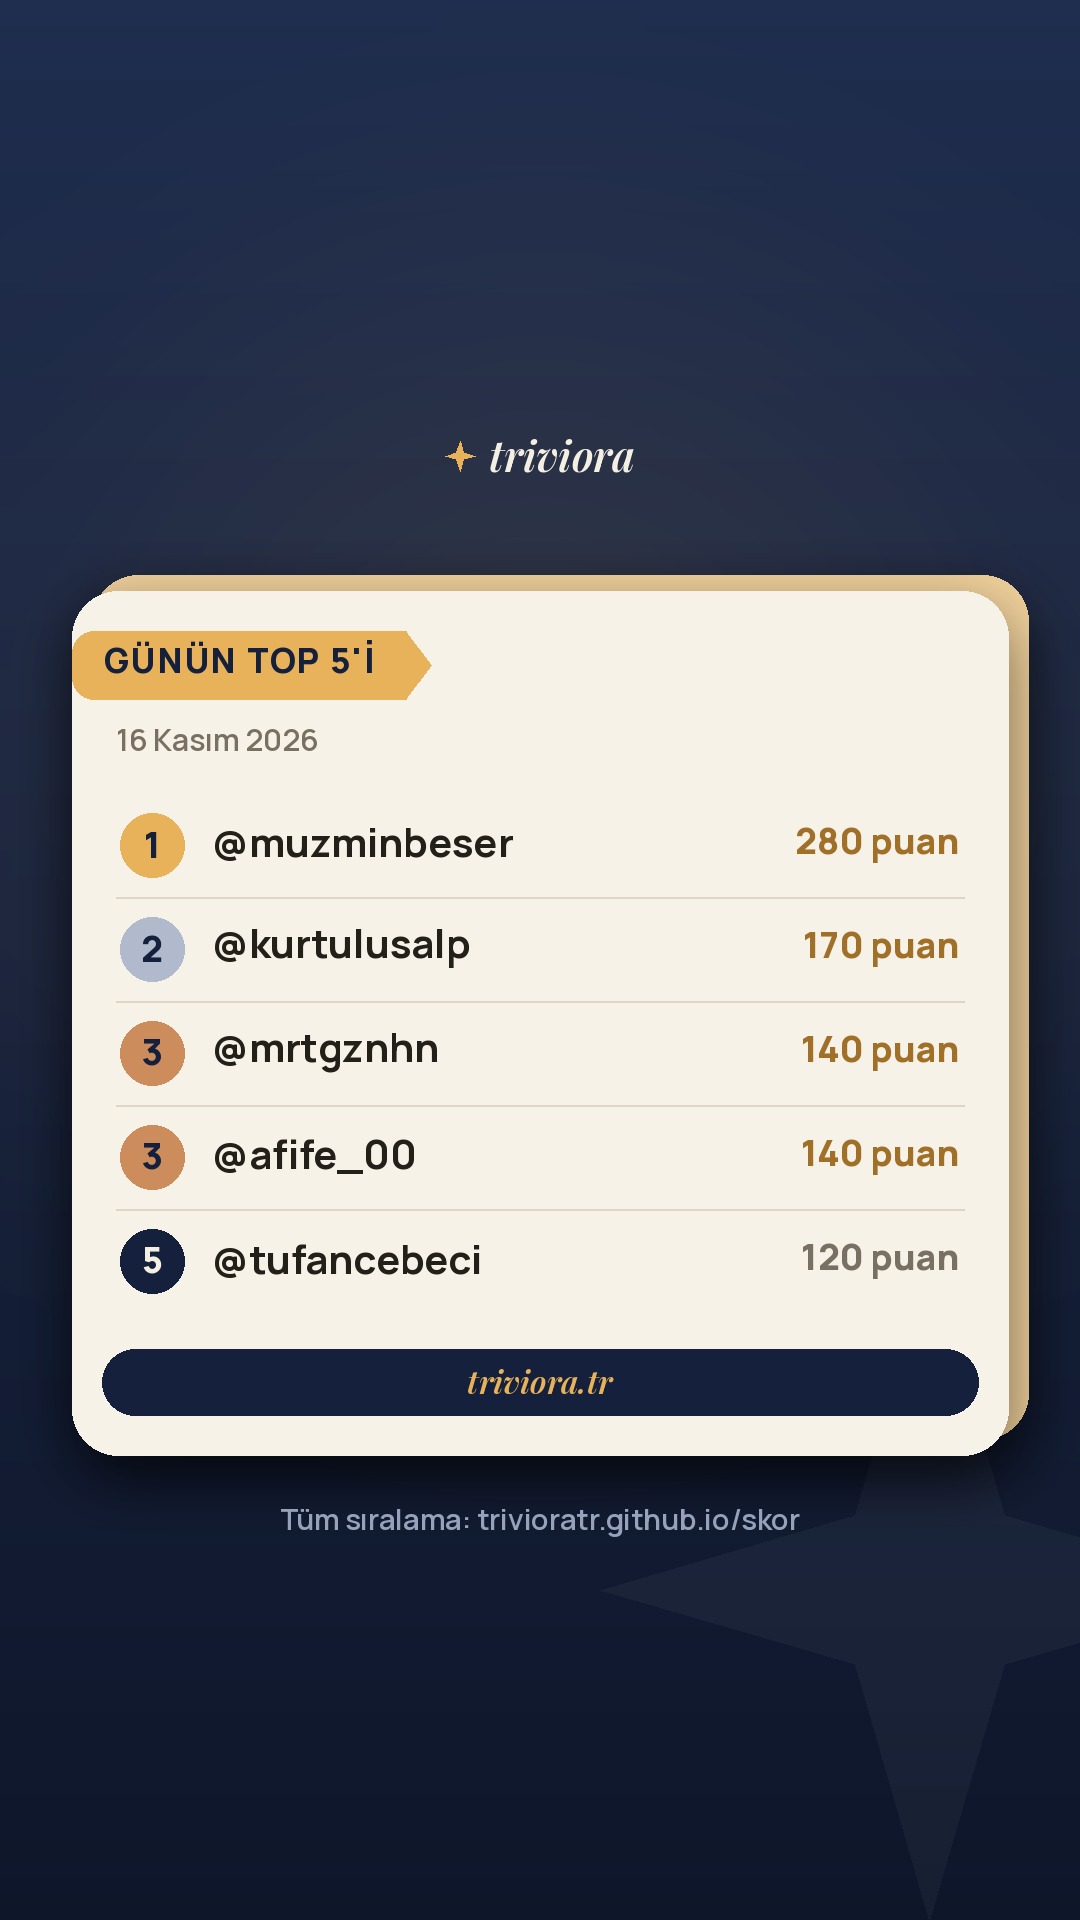 triviora
GÜNÜN TOP 5'İ
16 Kasım 2026
1 @muzminbeser 280 puan
2 @kurtulusalp 170 puan
3 @mrtgznhn 140 puan
3 @afife_00 140 puan
5 @tufancebeci 120 puan
triviora.tr
Tüm sıralama: trivioratr.github.io/skor